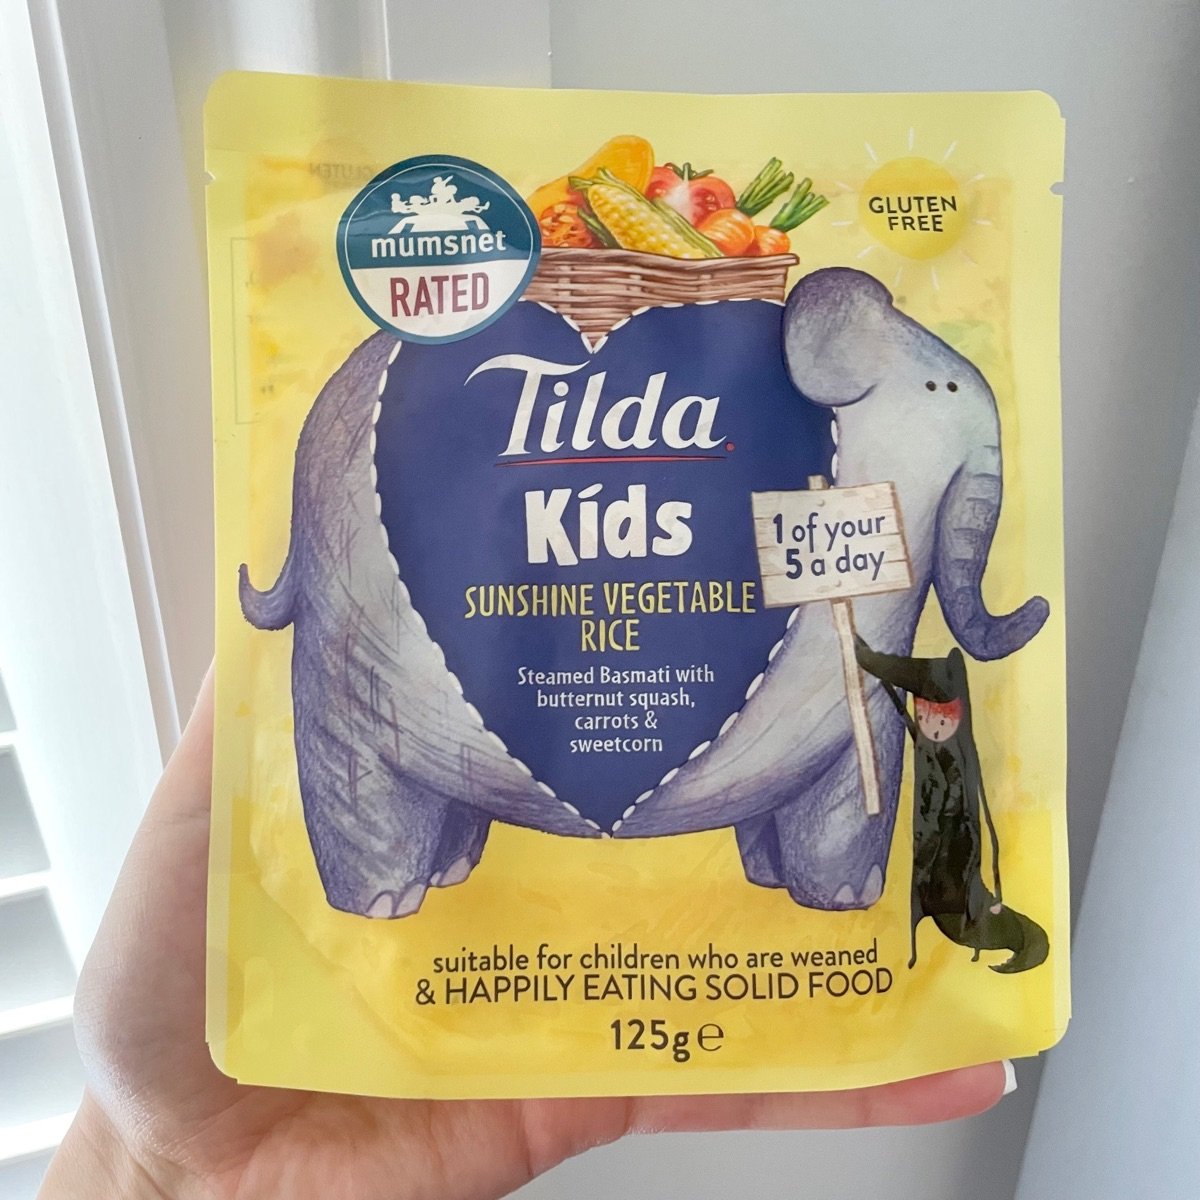 mumsnet
RATED
GLUTEN
FREE
Tilda
Kids
SUNSHINE VEGETABLE
RICE
Steamed Basmati with
butternut squash,
carrots &
sweetcorn
1 of your
5 a day
suitable for children who are weaned
& HAPPILY EATING SOLID FOOD
125g ℮